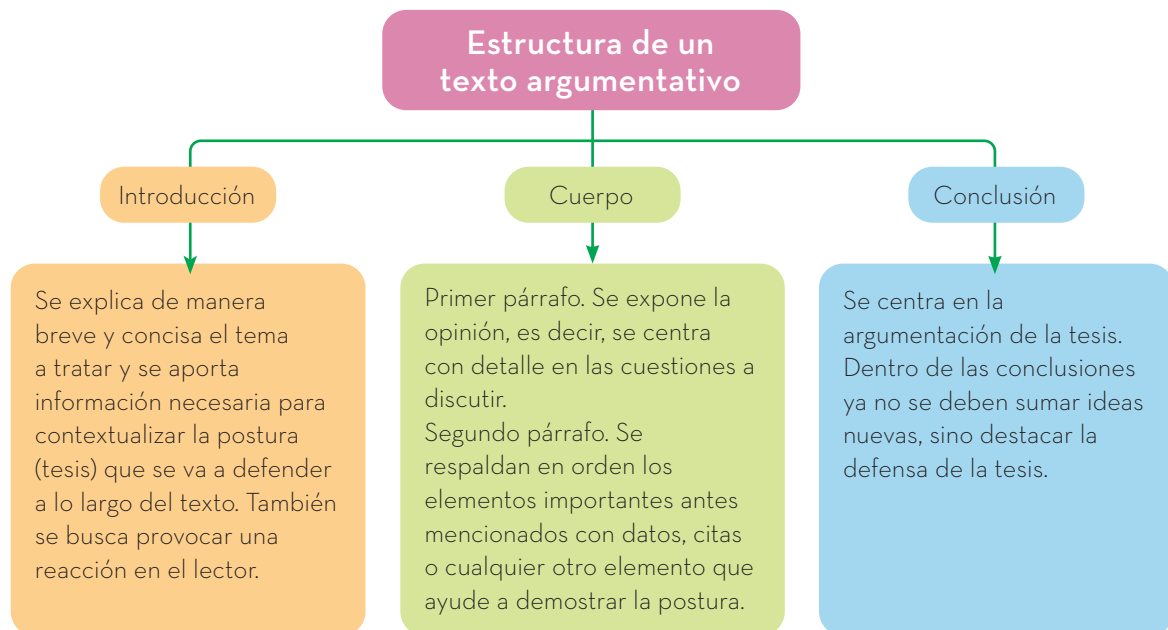 Estructura de un
texto argumentativo
Introducción
Cuerpo
Conclusión
Se explica de manera
breve y concisa el tema
a tratar y se aporta
información necesaria para
contextualizar la postura
(tesis) que se va a defender
a lo largo del texto. También
se busca provocar una
reacción en el lector.
Primer párrafo. Se expone la
opinión, es decir, se centra
con detalle en las cuestiones a
discutir.
Segundo párrafo. Se
respaldan en orden los
elementos importantes antes
mencionados con datos, citas
o cualquier otro elemento que
ayude a demostrar la postura.
Se centra en la
argumentación de la tesis.
Dentro de las conclusiones
ya no se deben sumar ideas
nuevas, sino destacar la
defensa de la tesis.